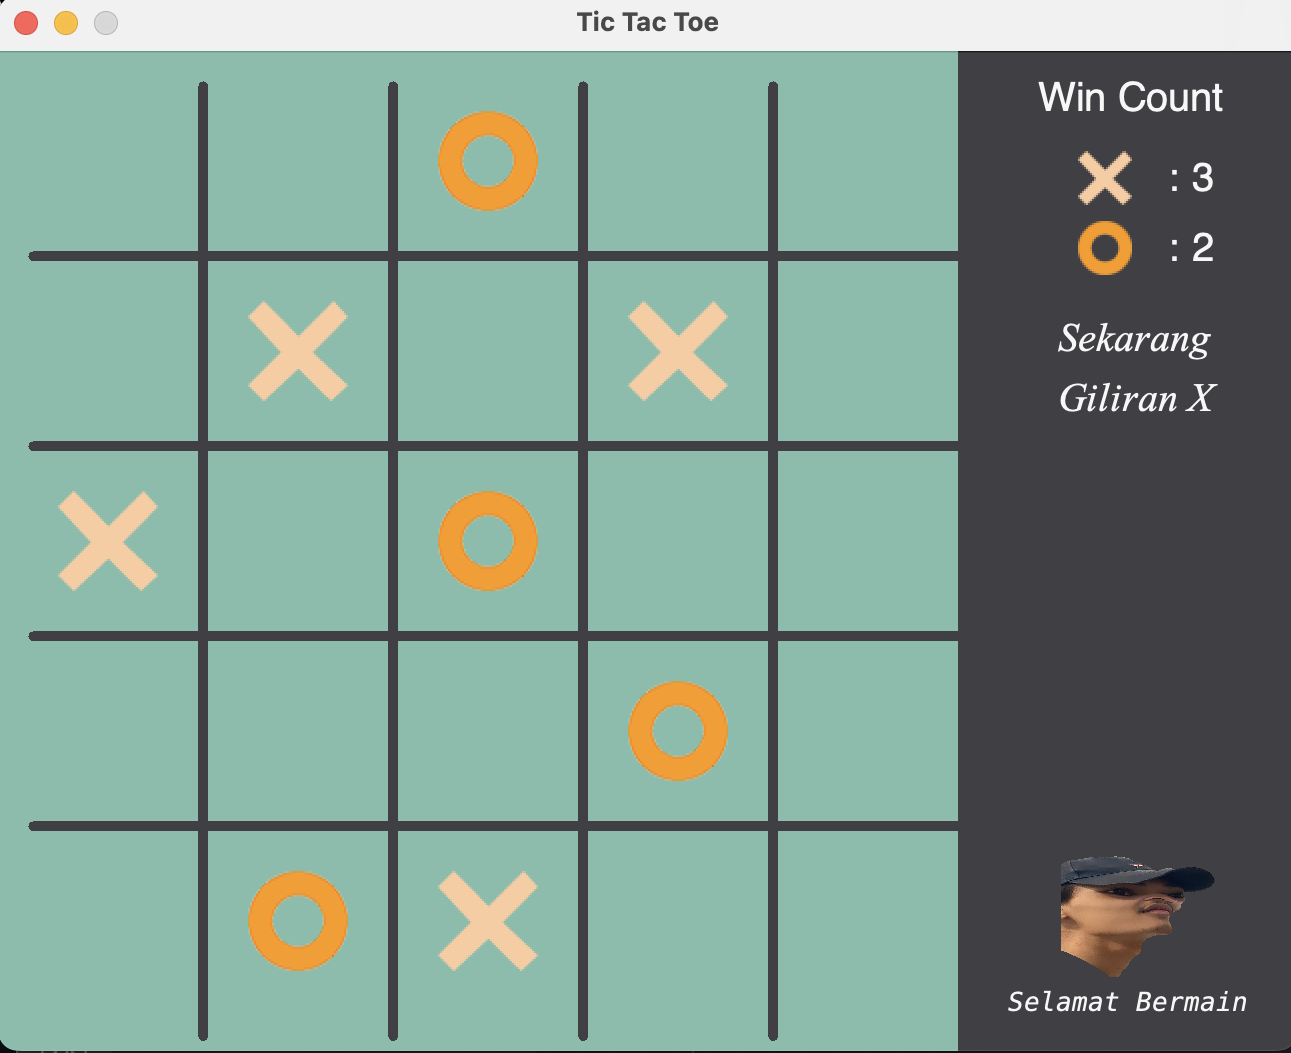 Tic Tac Toe
Win Count
: 3
: 2
Sekarang
Giliran X
Selamat Bermain